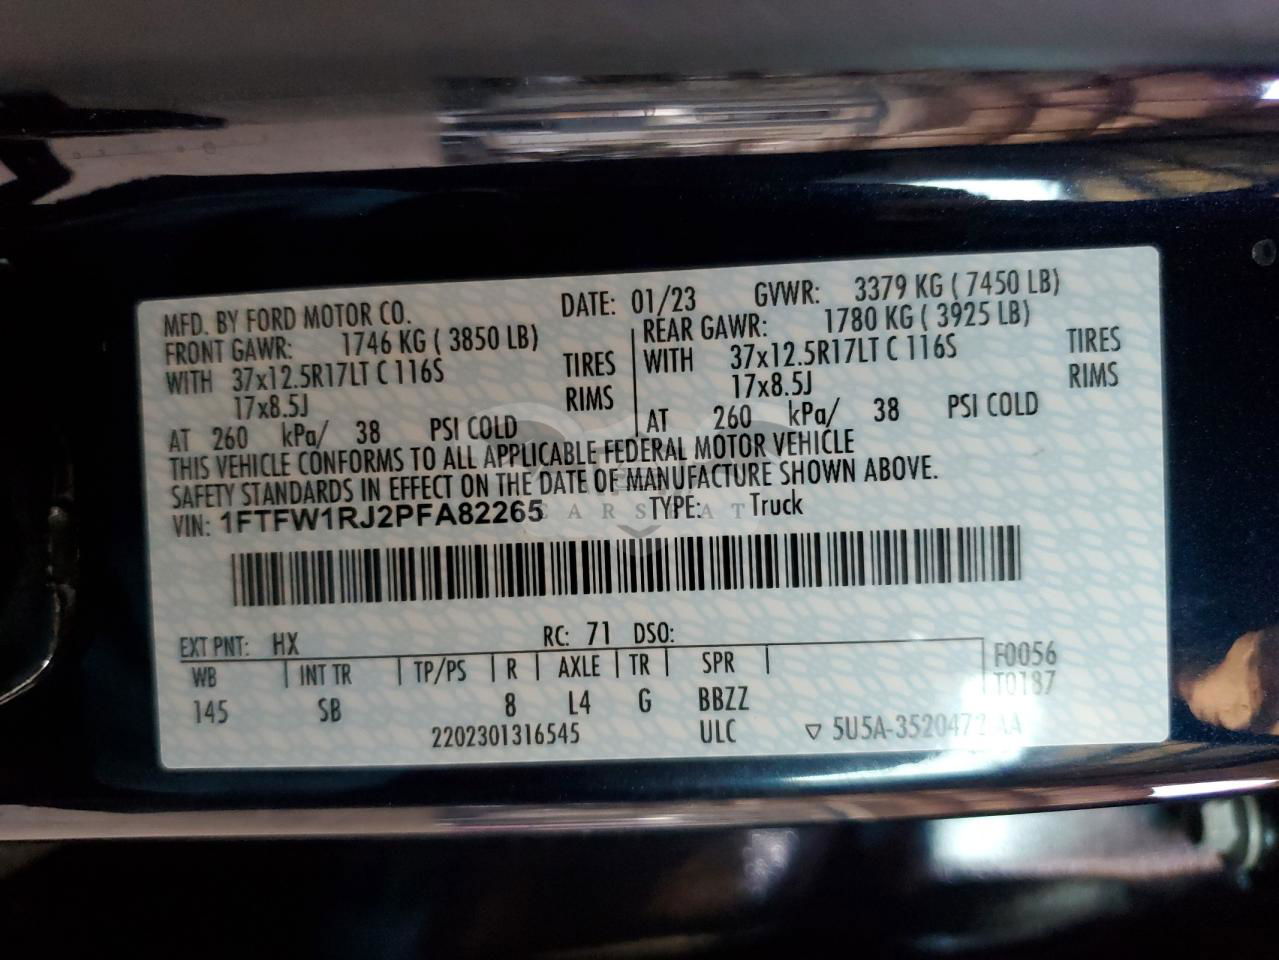 MFD. BY FORD MOTOR CO. DATE: 01/23 GVWR: 3379 KG ( 7450 LB)
FRONT GAWR: 1746 KG ( 3850 LB) REAR GAWR: 1780 KG ( 3925 LB)
WITH 37x12.5R17LT C 116S TIRES WITH 37x12.5R17LT C 116S TIRES
17x8.5J RIMS 17x8.5J RIMS
AT 260 kPa/ 38 PSI COLD AT 260 kPa/ 38 PSI COLD
THIS VEHICLE CONFORMS TO ALL APPLICABLE FEDERAL MOTOR VEHICLE
SAFETY STANDARDS IN EFFECT ON THE DATE OF MANUFACTURE SHOWN ABOVE.
VIN: 1FTFW1RJ2PFA82265 TYPE: Truck
EXT PNT: HX RC: 71 DSO:
WB INT TR TP/PS R AXLE TR SPR F0056
145 SB 8 L4 G BBZZ T0187
2202301316545 ULC ▽ 5U5A-3520472-AA